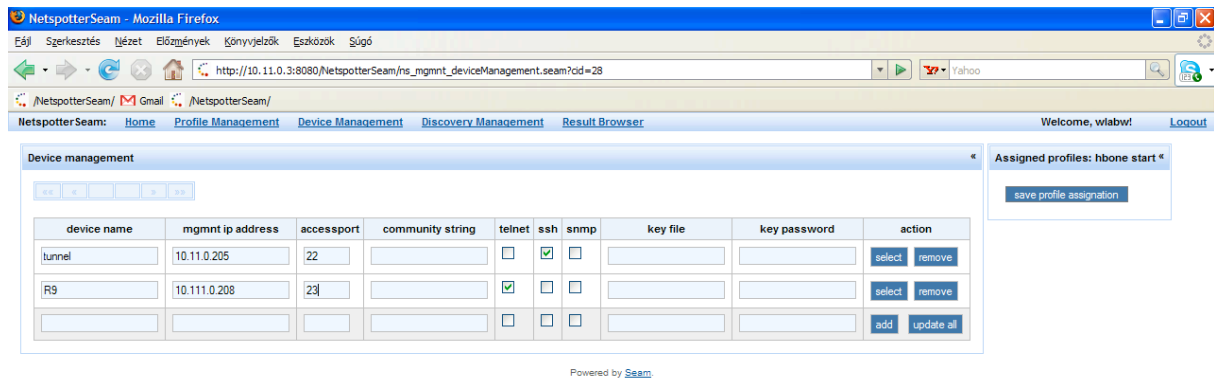 NetspotterSeam - Mozilla Firefox
Fájl Szerkesztés Nézet Előzmények Könyvjelzők Eszközök Súgó
http://10.11.0.3:8080/NetspotterSeam/ns_mgmnt_deviceManagement.seam?cid=28
Yahoo
/NetspotterSeam/ Gmail /NetspotterSeam/
NetspotterSeam: Home Profile Management Device Management Discovery Management Result Browser Welcome, wlabw! Logout
Device management « Assigned profiles: hbone start «
«« « » »» save profile assignation
device name mgmnt ip address accessport community string telnet ssh snmp key file key password action
tunnel 10.11.0.205 22 select remove
R9 10.111.0.208 23 select remove
add update all
Powered by Seam.